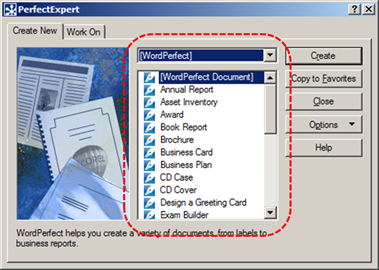 PerfectExpert
Create New
Work On
[WordPerfect]
[WordPerfect Document]
Annual Report
Asset Inventory
Award
Book Report
Brochure
Business Card
Business Plan
CD Case
CD Cover
Design a Greeting Card
Exam Builder
Create
Copy to Favorites
Close
Options
Help
COREL
WordPerfect helps you create a variety of documents, from labels to
business reports.